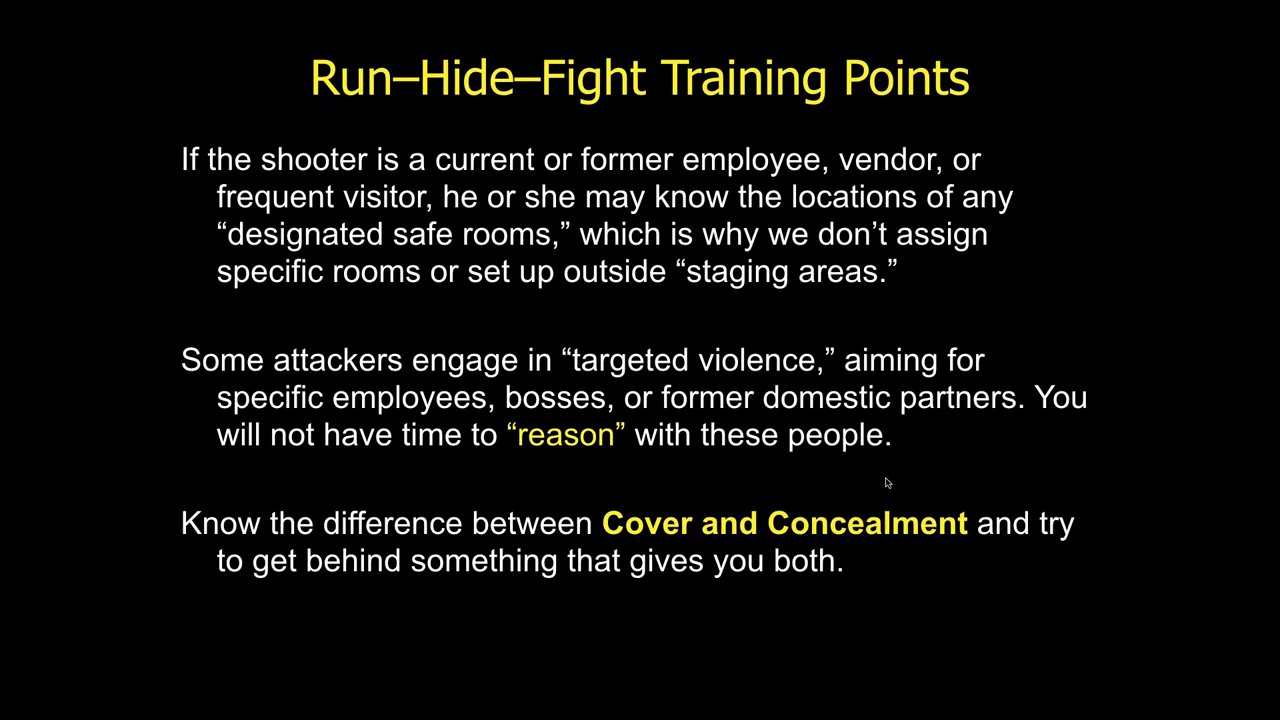 Run–Hide–Fight Training Points
If the shooter is a current or former employee, vendor, or
frequent visitor, he or she may know the locations of any
“designated safe rooms,” which is why we don’t assign
specific rooms or set up outside “staging areas.”
Some attackers engage in “targeted violence,” aiming for
specific employees, bosses, or former domestic partners. You
will not have time to “reason” with these people.
Know the difference between Cover and Concealment and try
to get behind something that gives you both.